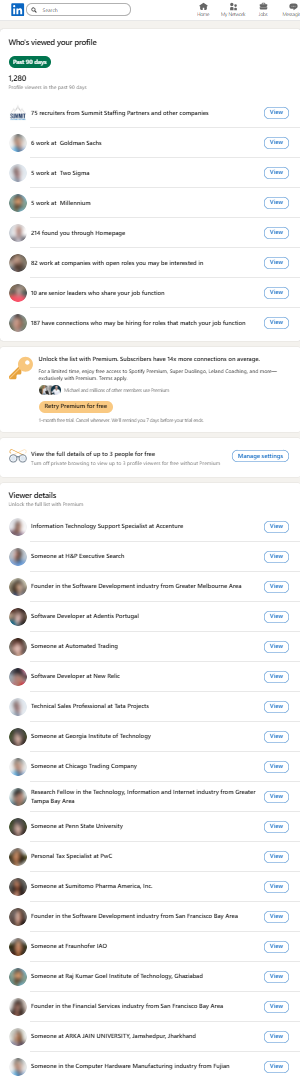 in
Search
Home
My Network
Jobs
Who's viewed your profile
Past 90 days
1,280
Profile viewers in the past 90 days
SUMMIT
75 recruiters from Summit Staffing Partners and other companies
View
6 work at Goldman Sachs
View
5 work at Two Sigma
View
5 work at Millennium
View
214 found you through Homepage
View
82 work at companies with open roles you may be interested in
View
10 are senior leaders who share your job function
View
187 have connections who may be hiring for roles that match your job function
View
Unlock the list with Premium. Subscribers have 14x more connections on average.
For a limited time, enjoy free access to Spotify Premium, Super Duolingo, Leland Coaching, and more—
exclusively with Premium. Terms apply.
Michael and millions of other members use Premium
Retry Premium for free
1-month free trial. Cancel whenever. We'll remind you 7 days before your trial ends.
View the full details of up to 3 people for free
Turn off private browsing to view up to 3 profile viewers for free without Premium
Manage settings
Viewer details
Unlock the full list with Premium
Information Technology Support Specialist at Accenture
View
Someone at H&P Executive Search
View
Founder in the Software Development industry from Greater Melbourne Area
View
Software Developer at Adentis Portugal
View
Someone at Automated Trading
View
Software Developer at New Relic
View
Technical Sales Professional at Tata Projects
View
Someone at Georgia Institute of Technology
View
Someone at Chicago Trading Company
View
Research Fellow in the Technology, Information and Internet industry from Greater
Tampa Bay Area
View
Someone at Penn State University
View
Personal Tax Specialist at PwC
View
Someone at Sumitomo Pharma America, Inc.
View
Founder in the Software Development industry from San Francisco Bay Area
View
Someone at Fraunhofer IAO
View
Someone at Raj Kumar Goel Institute of Technology, Ghaziabad
View
Founder in the Financial Services industry from San Francisco Bay Area
View
Someone at ARKA JAIN UNIVERSITY, Jamshedpur, Jharkhand
View
Someone in the Computer Hardware Manufacturing industry from Fujian
View